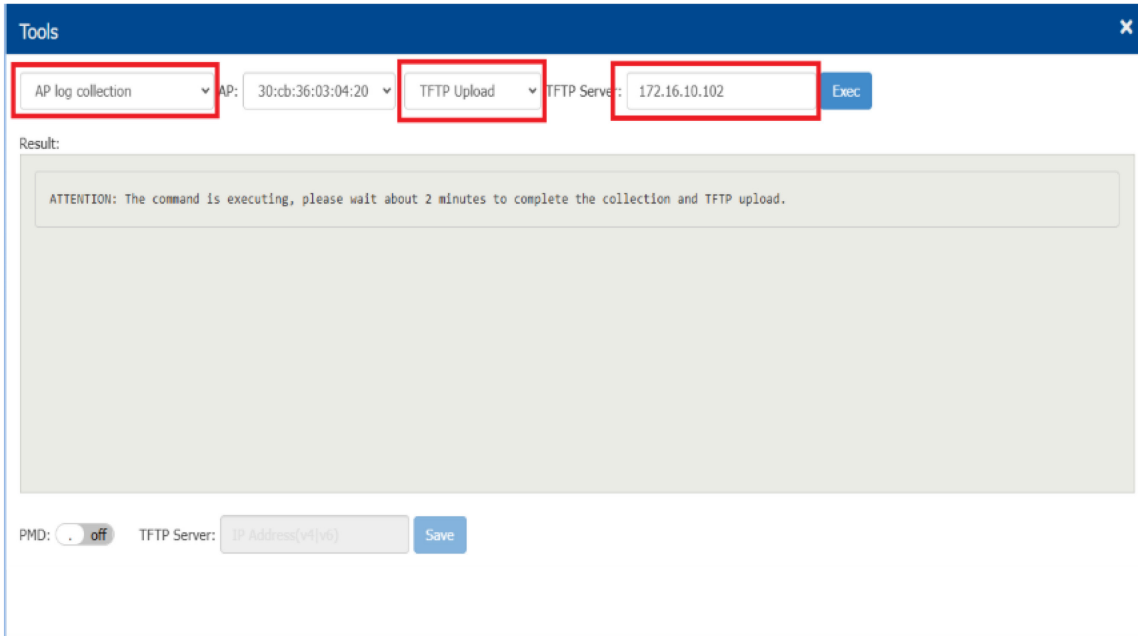 Tools
AP log collection AP: 30:cb:36:03:04:20 TFTP Upload TFTP Server: 172.16.10.102 Exec
Result:
ATTENTION: The command is executing, please wait about 2 minutes to complete the collection and TFTP upload.
PMD: off TFTP Server: IP Address(v4|v6) Save